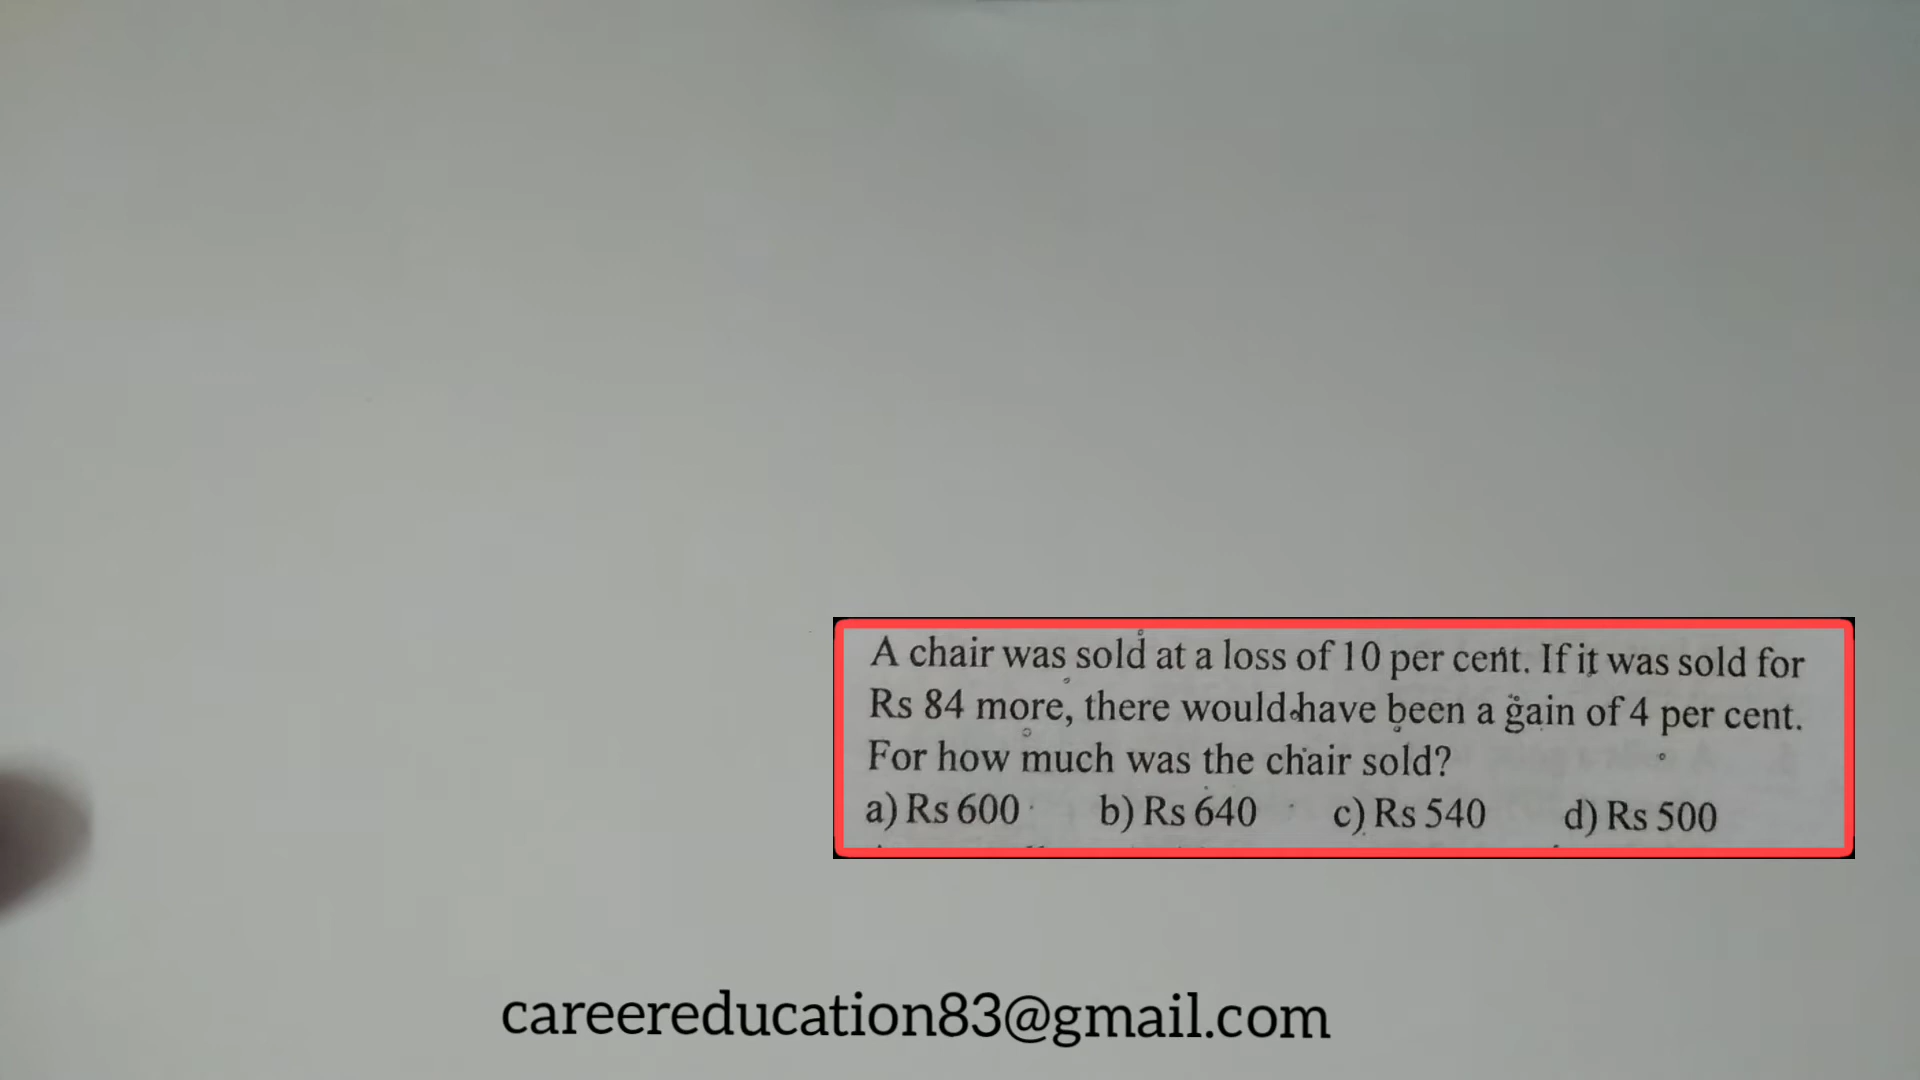 A chair was sold at a loss of 10 per cent. If it was sold for
Rs 84 more, there would have been a gain of 4 per cent.
For how much was the chair sold?
a) Rs 600 b) Rs 640 c) Rs 540 d) Rs 500
careereducation83@gmail.com